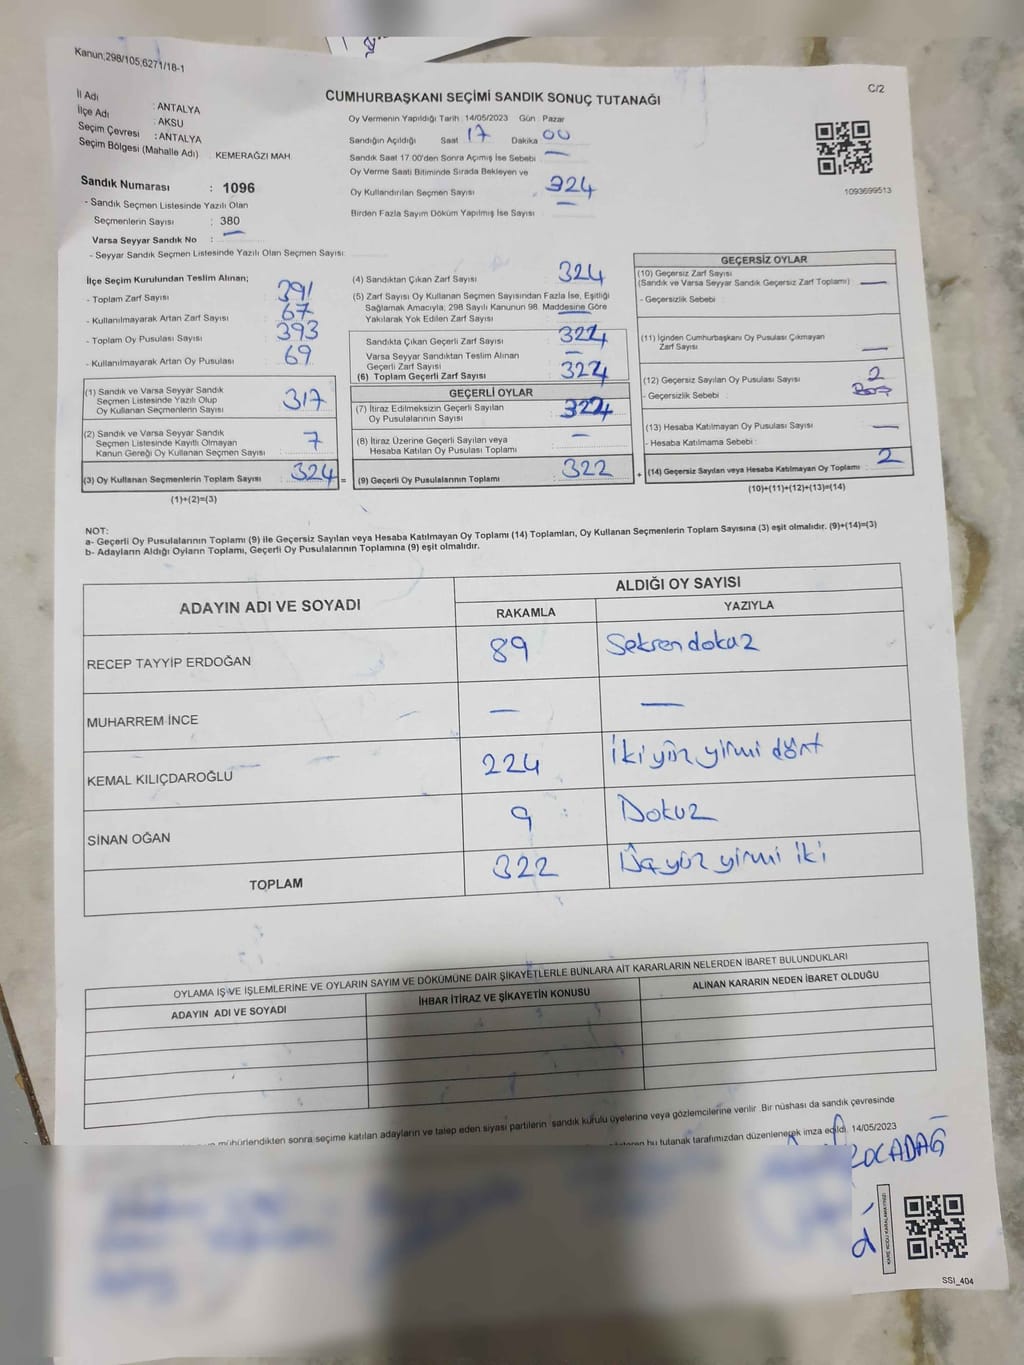 Kanun;298/105;6271/18-1
C/2
CUMHURBAŞKANI SEÇİMİ SANDIK SONUÇ TUTANAĞI
İl Adı : ANTALYA
İlçe Adı : AKSU
Seçim Çevresi : ANTALYA
Seçim Bölgesi (Mahalle Adı) : KEMERAĞZI MAH.
Sandık Numarası : 1096
- Sandık Seçmen Listesinde Yazılı Olan
Seçmenlerin Sayısı : 380
Varsa Seyyar Sandık No : —
- Seyyar Sandık Seçmen Listesinde Yazılı Olan Seçmen Sayısı:
Oy Vermenin Yapıldığı Tarih :14/05/2023 Gün : Pazar
Sandığın Açıldığı Saat 17 Dakika 00
Sandık Saat 17.00'den Sonra Açımış İse Sebebi —
Oy Verme Saati Bitiminde Sırada Bekleyen ve
Oy Kullandırılan Seçmen Sayısı 324
Birden Fazla Sayım Döküm Yapılmış İse Sayısı —
1093699513
İlçe Seçim Kurulundan Teslim Alınan;
- Toplam Zarf Sayısı 391
- Kullanılmayarak Artan Zarf Sayısı 67
- Toplam Oy Pusulası Sayısı 393
- Kullanılmayarak Artan Oy Pusulası 69
(1) Sandık ve Varsa Seyyar Sandık
Seçmen Listesinde Yazılı Olup
Oy Kullanan Seçmenlerin Sayısı 317
(2) Sandık ve Varsa Seyyar Sandık
Seçmen Listesinde Kayıtlı Olmayan
Kanun Gereği Oy Kullanan Seçmen Sayısı 7
(3) Oy Kullanan Seçmenlerin Toplam Sayısı 324 =
(1)+(2)=(3)
(4) Sandıktan Çıkan Zarf Sayısı 324
(5) Zarf Sayısı Oy Kullanan Seçmen Sayısından Fazla İse, Eşitliği
Sağlamak Amacıyla; 298 Sayılı Kanunun 98. Maddesine Göre
Yakılarak Yok Edilen Zarf Sayısı —
Sandıkta Çıkan Geçerli Zarf Sayısı 324
Varsa Seyyar Sandıktan Teslim Alınan
Geçerli Zarf Sayısı —
(6) Toplam Geçerli Zarf Sayısı 324
GEÇERLİ OYLAR
(7) İtiraz Edilmeksizin Geçerli Sayılan
Oy Pusulasının Sayısı 322
(8) İtiraz Üzerine Geçerli Sayılan veya
Hesaba Katılan Oy Pusulası Toplamı —
(9) Geçerli Oy Pusulalarının Toplamı 322 +
GEÇERSİZ OYLAR
(10) Geçersiz Zarf Sayısı
(Sandık ve Varsa Seyyar Sandık Geçersiz Zarf Toplamı) —
- Geçersizlik Sebebi :
(11) İçinden Cumhurbaşkanı Oy Pusulası Çıkmayan
Zarf Sayısı —
(12) Geçersiz Sayılan Oy Pusulası Sayısı 2
- Geçersizlik Sebebi : Boş
(13) Hesaba Katılmayan Oy Pusulası Sayısı —
- Hesaba Katılmama Sebebi :
(14) Geçersiz Sayılan veya Hesaba Katılmayan Oy Toplamı 2
(10)+(11)+(12)+(13)=(14)
NOT:
a- Geçerli Oy Pusulalarının Toplamı (9) ile Geçersiz Sayılan veya Hesaba Katılmayan Oy Toplamı (14) Toplamları, Oy Kullanan Seçmenlerin Toplam Sayısına (3) eşit olmalıdır. (9)+(14)=(3)
b- Adayların Aldığı Oyların Toplamı, Geçerli Oy Pusulalarının Toplamına (9) eşit olmalıdır.
ADAYIN ADI VE SOYADI ALDIĞI OY SAYISI
RAKAMLA YAZIYLA
RECEP TAYYİP ERDOĞAN 89 Seksen dokuz
MUHARREM İNCE — —
KEMAL KILIÇDAROĞLU 224 İki yüz yirmi dört
SİNAN OĞAN 9 Dokuz
TOPLAM 322 Üçyüz yirmi iki
OYLAMA İŞ VE İŞLEMLERİNE VE OYLARIN SAYIM VE DÖKÜMÜNE DAİR ŞİKAYETLERLE BUNLARA AİT KARARLARIN NELERDEN İBARET BULUNDUKLARI
ADAYIN ADI VE SOYADI İHBAR İTİRAZ VE ŞİKAYETİN KONUSU ALINAN KARARIN NEDEN İBARET OLDUĞU
mühürlendikten sonra seçime katılan adayların ve talep eden siyasi partilerin sandık kurulu üyelerine veya gözlemcilerine verilir. Bir nüshası da sandık çevresinde
bu tutanak tarafımızdan düzenlenerek imza edildi. 14/05/2023
SSI_404